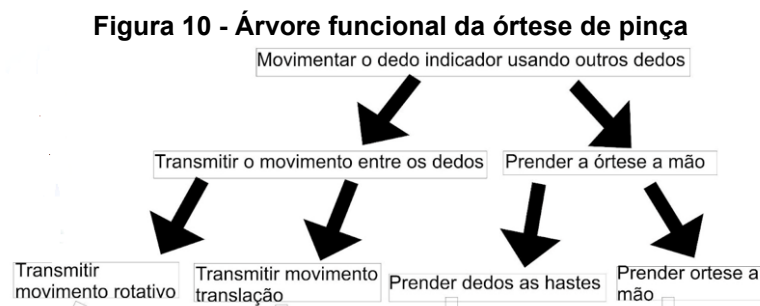 Figura 10 - Árvore funcional da órtese de pinça
Movimentar o dedo indicador usando outros dedos
Transmitir o movimento entre os dedos
Prender a órtese a mão
Transmitir
movimento rotativo
Transmitir movimento
translação
Prender dedos as hastes
Prender ortese a
mão